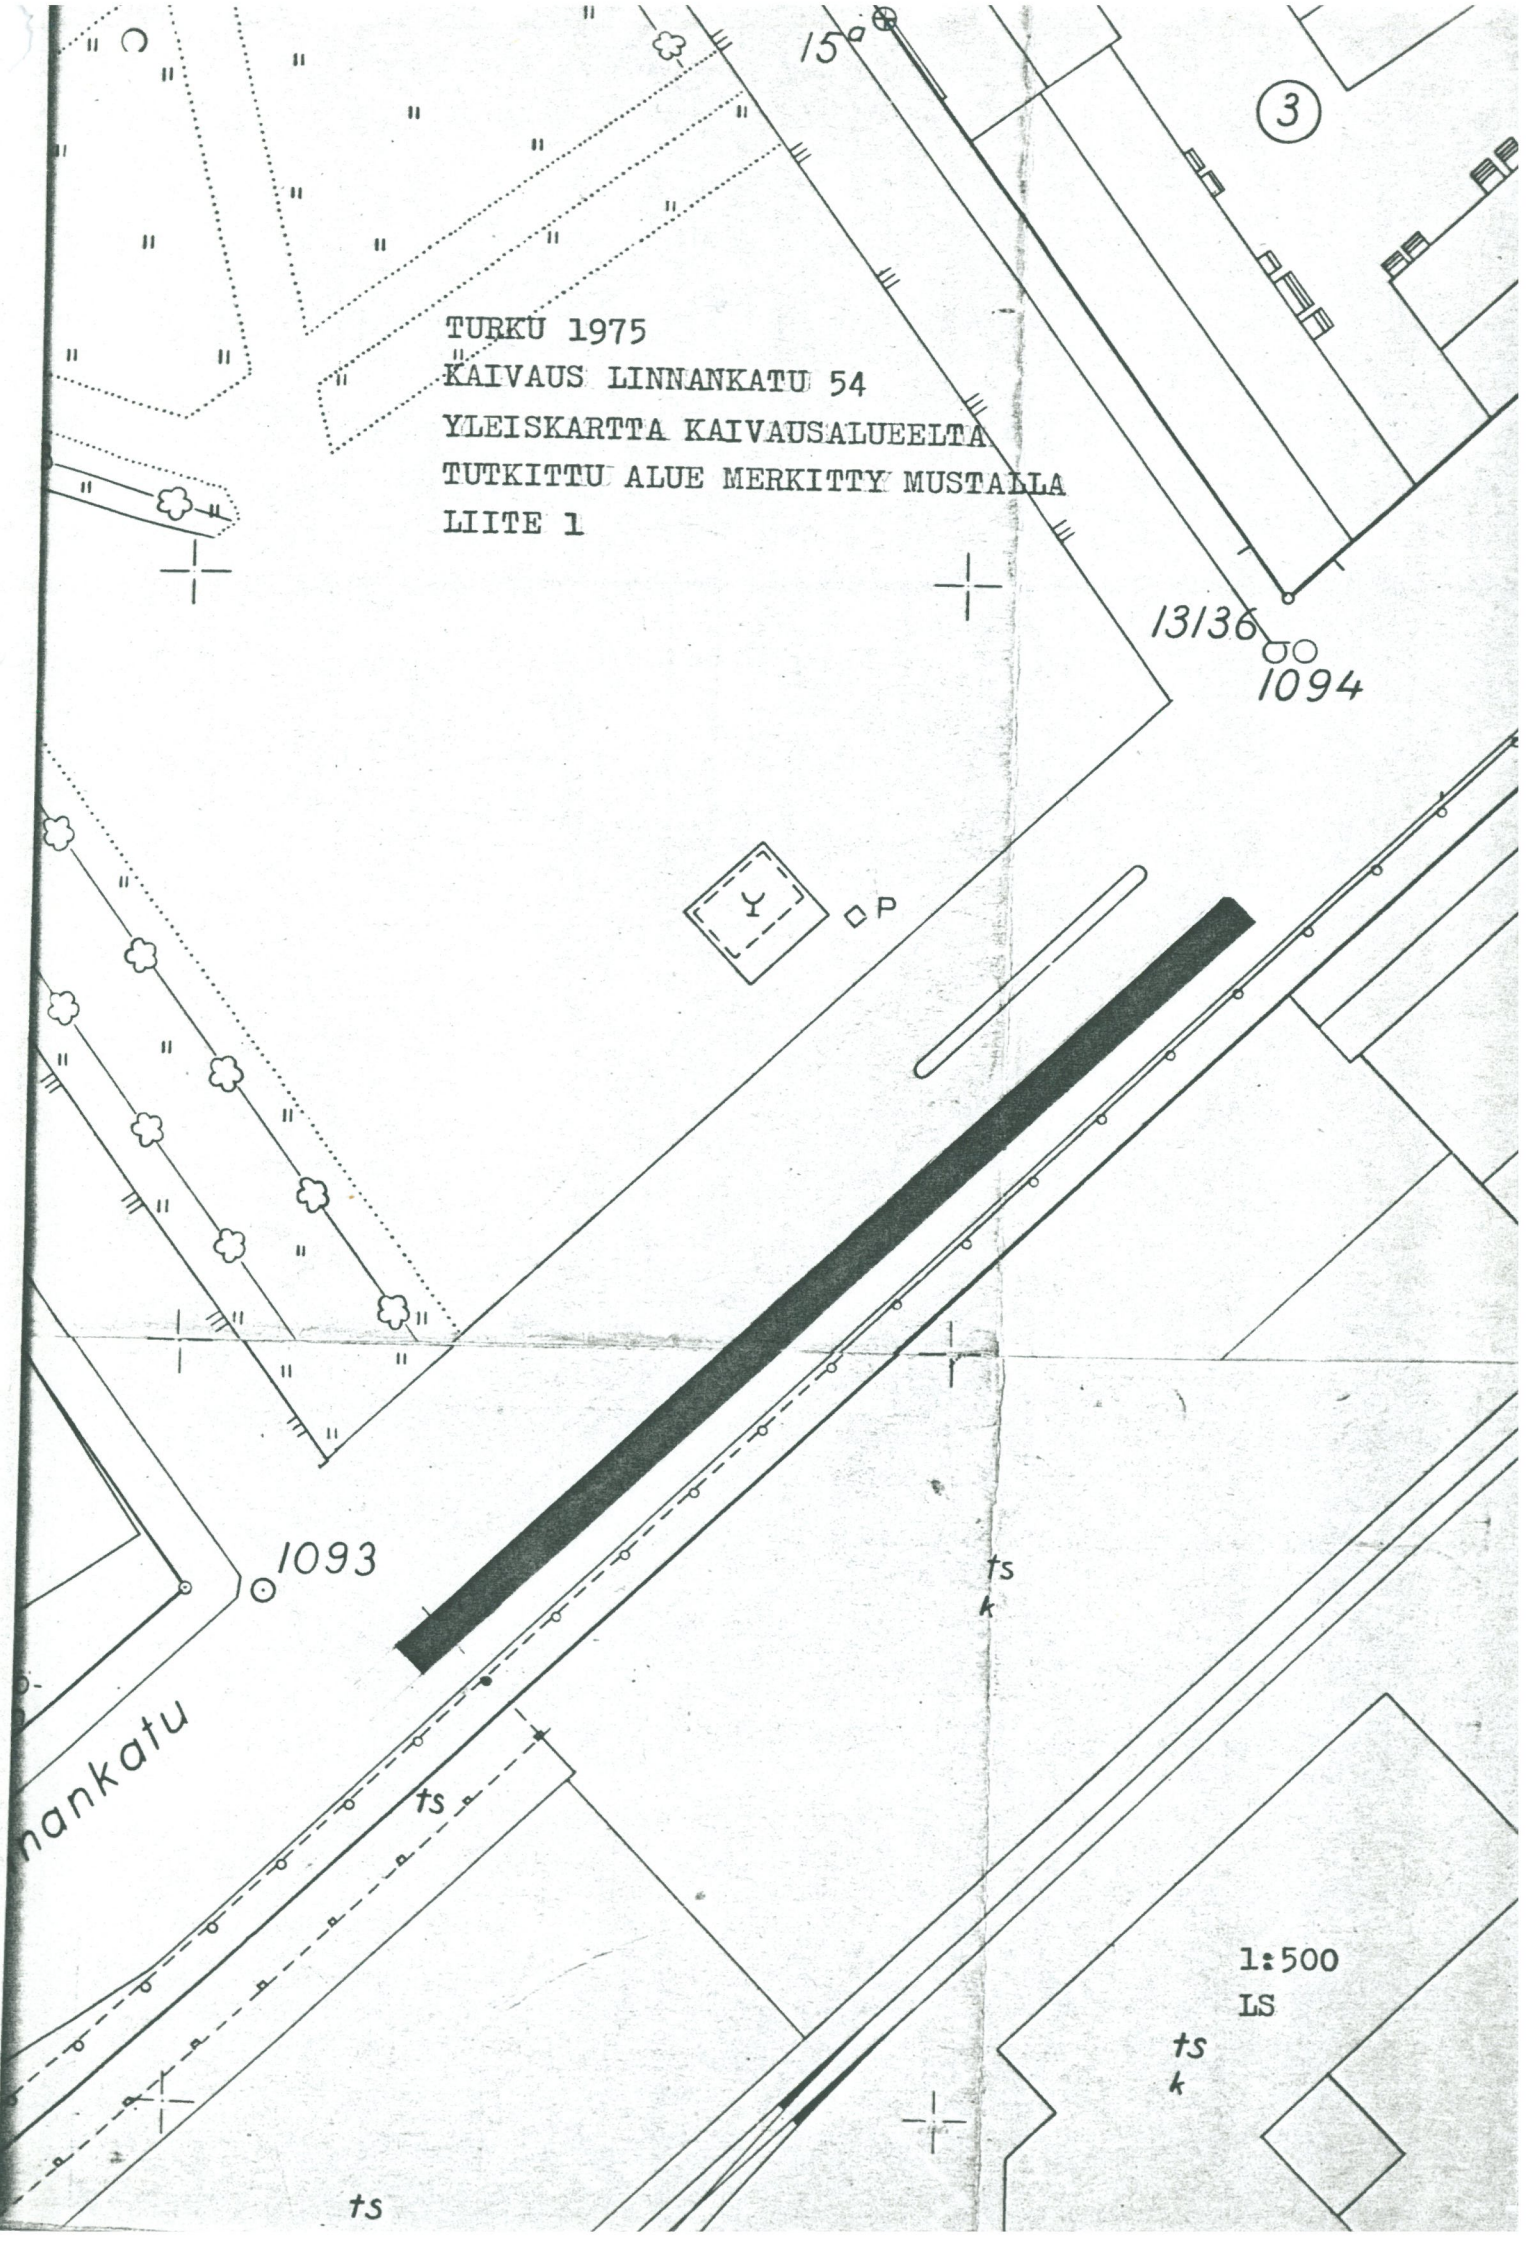 15a
3
TURKU 1975
KAIVAUS LINNANKATU 54
YLEISKARTTA KAIVAUSALUEELTA
TUTKITTU ALUE MERKITTY MUSTALLA
LIITE 1
13136
1094
P
1093
ts
k
nankatu
ts
1:500
LS
ts
k
ts